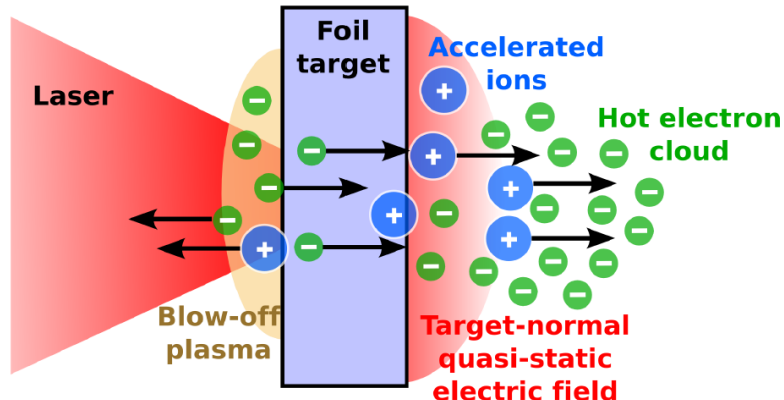 Foil
target
Laser
Accelerated
ions
Hot electron
cloud
Blow-off
plasma
Target-normal
quasi-static
electric field